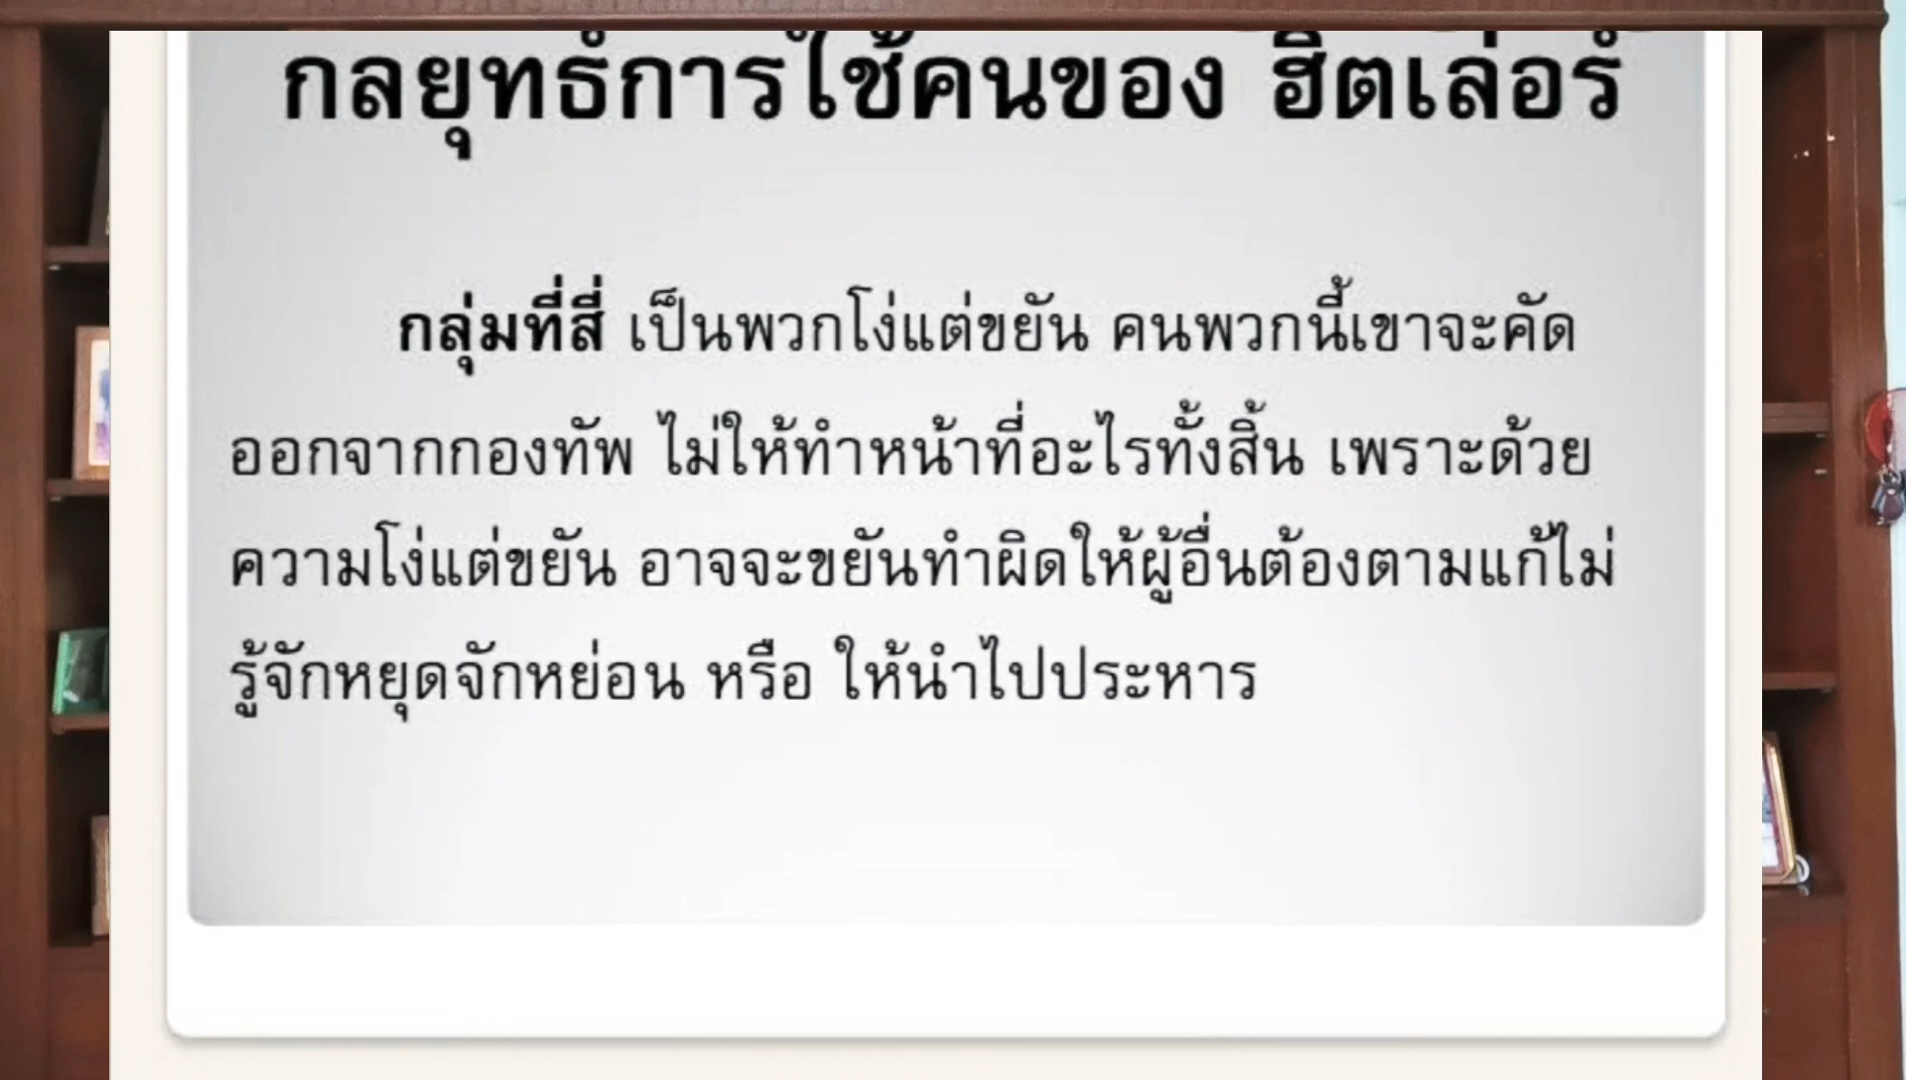 กลยุทธ์การใช้คนของ ฮิตเล่อร์
กลุ่มที่สี่ เป็นพวกโง่แต่ขยัน คนพวกนี้เขาจะคัด
ออกจากกองทัพ ไม่ให้ทำหน้าที่อะไรทั้งสิ้น เพราะด้วย
ความโง่แต่ขยัน อาจจะขยันทำผิดให้ผู้อื่นต้องตามแก้ไม่
รู้จักหยุดจักหย่อน หรือ ให้นำไปประหาร